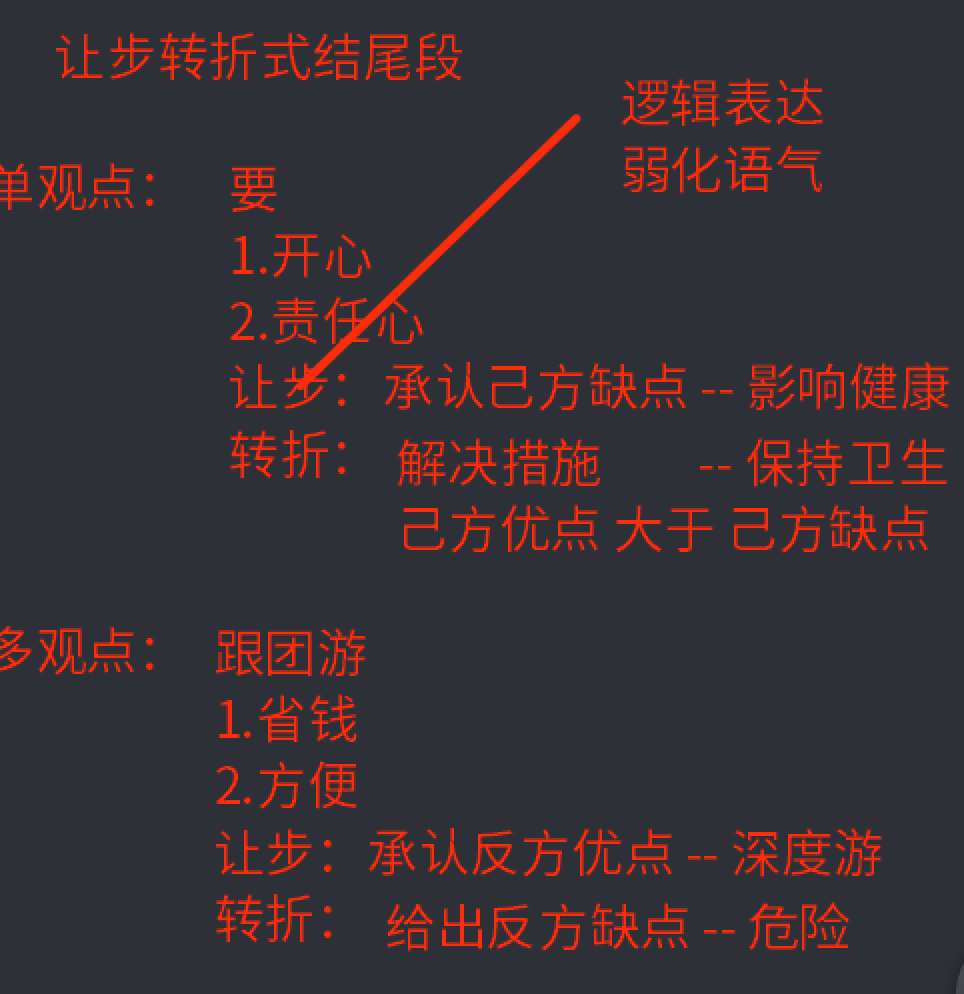 让步转折式结尾段
逻辑表达
弱化语气
单观点： 要
1.开心
2.责任心
让步：承认己方缺点 -- 影响健康
转折： 解决措施 -- 保持卫生
己方优点 大于 己方缺点
多观点： 跟团游
1.省钱
2.方便
让步：承认反方优点 -- 深度游
转折： 给出反方缺点 -- 危险